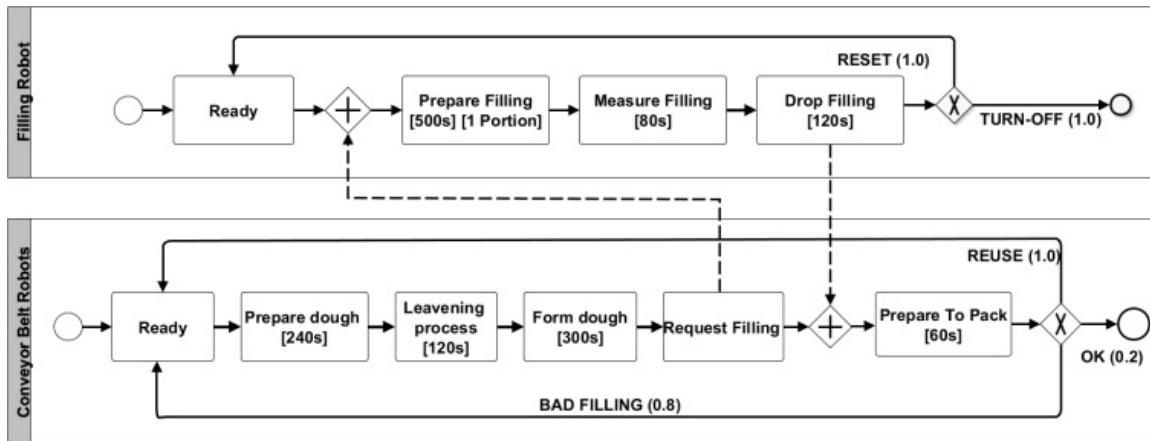 Filling Robot
RESET (1.0)
Ready
Prepare Filling
[500s] [1 Portion]
Measure Filling
[80s]
Drop Filling
[120s]
X
TURN-OFF (1.0)
Conveyor Belt Robots
REUSE (1.0)
Ready
Prepare dough
[240s]
Leavening
process
[120s]
Form dough
[300s]
Request Filling
Prepare To Pack
[60s]
X
OK (0.2)
BAD FILLING (0.8)